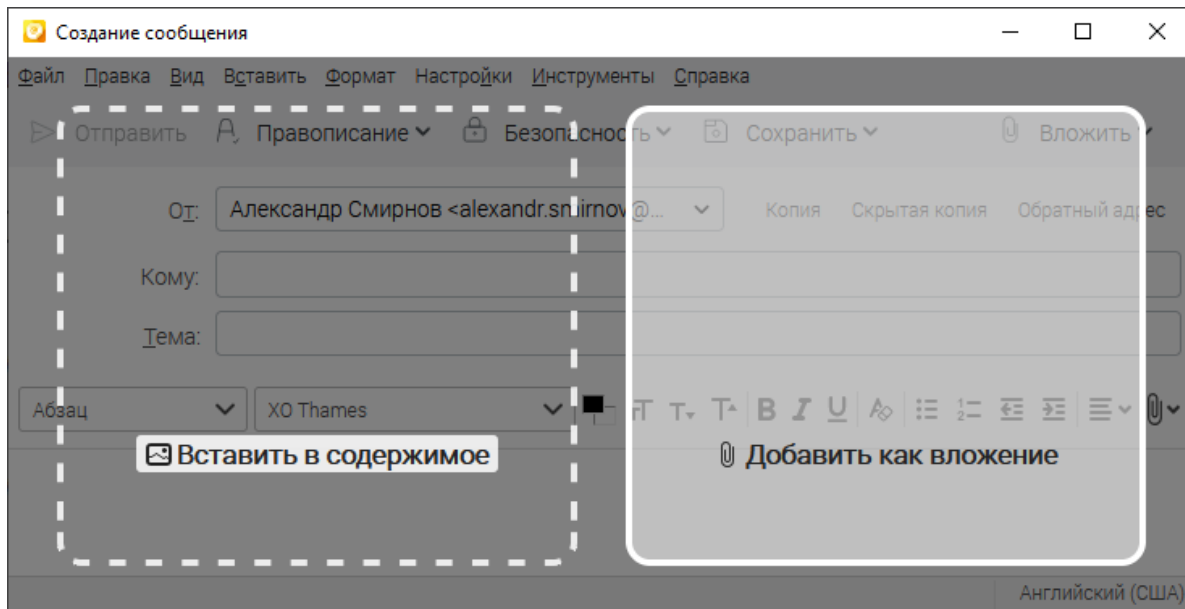 Создание сообщения
Файл Правка Вид Вставить Формат Настройки Инструменты Справка
Отправить Правописание Безопасность Сохранить Вложить
От: Александр Смирнов <alexandr.smirnov@... Копия Скрытая копия Обратный адрес
Кому:
Тема:
Абзац XO Thames
Вставить в содержимое Добавить как вложение
Английский (США)